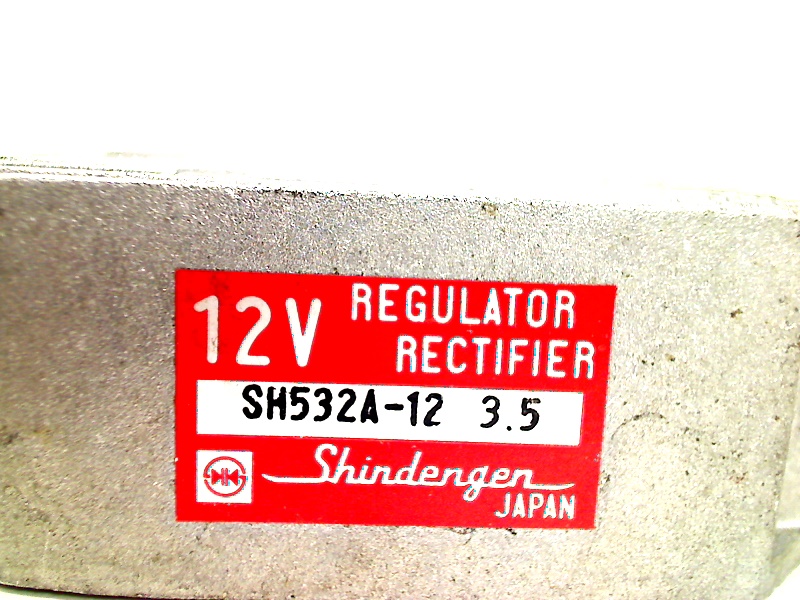 12V REGULATOR
RECTIFIER
SH532A-12 3.5
Shindengen
JAPAN